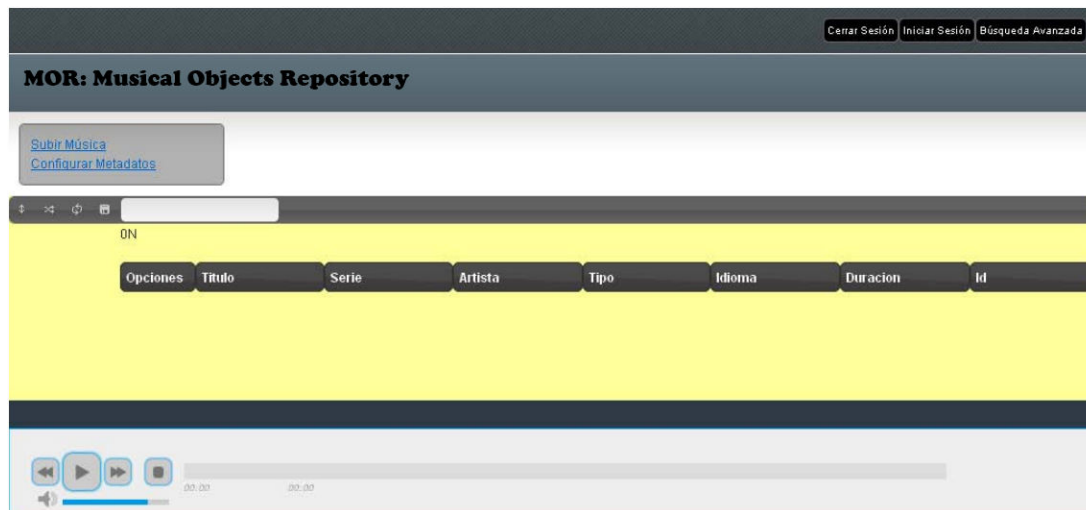 Cerrar Sesión Iniciar Sesión Búsqueda Avanzada
MOR: Musical Objects Repository
Subir Música
Configurar Metadatos
0N
Opciones Titulo Serie Artista Tipo Idioma Duracion Id
00:00 00:00